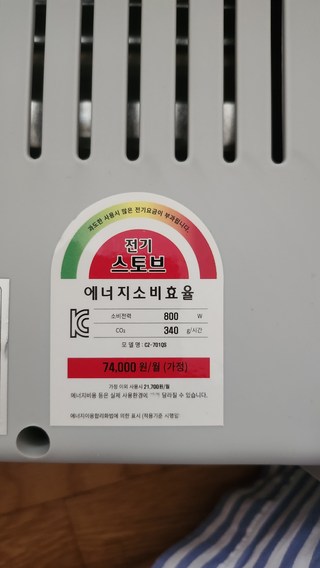 과도한 사용시 많은 전기요금이 부과됩니다.
전기
스토브
에너지소비효율
소비전력 800 W
CO₂ 340 g/시간
모델명 : CZ-701QS
74,000 원/월 (가정)
가정 이외 사용시 21,700원/월
에너지비용 등은 실제 사용환경에 달라질 수 있습니다.
에너지이용합리화법에 의한 표시 (적용기준 시행일)